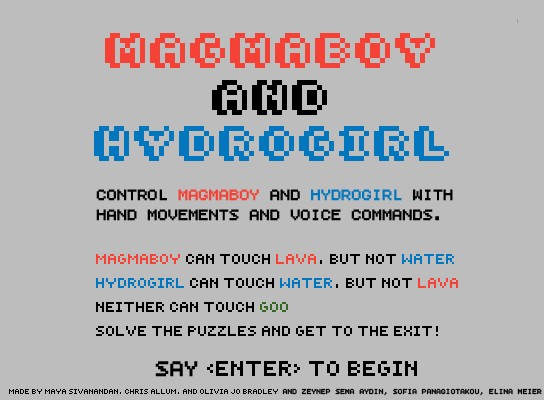 MAGMABOY
AND
HYDROGIRL
CONTROL MAGMABOY AND HYDROGIRL WITH
HAND MOVEMENTS AND VOICE COMMANDS.
MAGMABOY CAN TOUCH LAVA, BUT NOT WATER
HYDROGIRL CAN TOUCH WATER, BUT NOT LAVA
NEITHER CAN TOUCH GOO
SOLVE THE PUZZLES AND GET TO THE EXIT!
SAY <ENTER> TO BEGIN
MADE BY MAYA SIVANANDAN, CHRIS ALLUM, AND OLIVIA JO BRADLEY AND ZEYNEP SEMA AYDIN, SOFIA PANAGIOTAKOU, ELINA MEIER